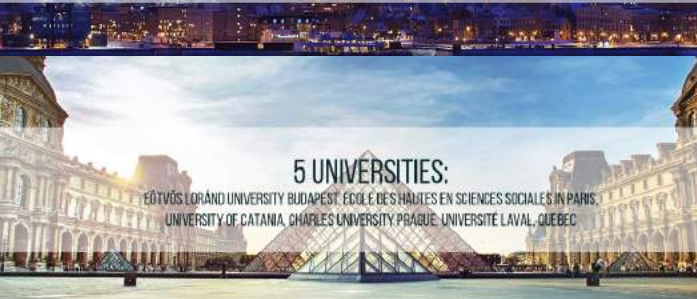 5 UNIVERSITIES:
EÖTVÖS LORÁND UNIVERSITY BUDAPEST, ÉCOLE DES HAUTES EN SCIENCES SOCIALES IN PARIS,
UNIVERSITY OF CATANIA, CHARLES UNIVERSITY PRAGUE, UNIVERSITÉ LAVAL, QUÉBEC